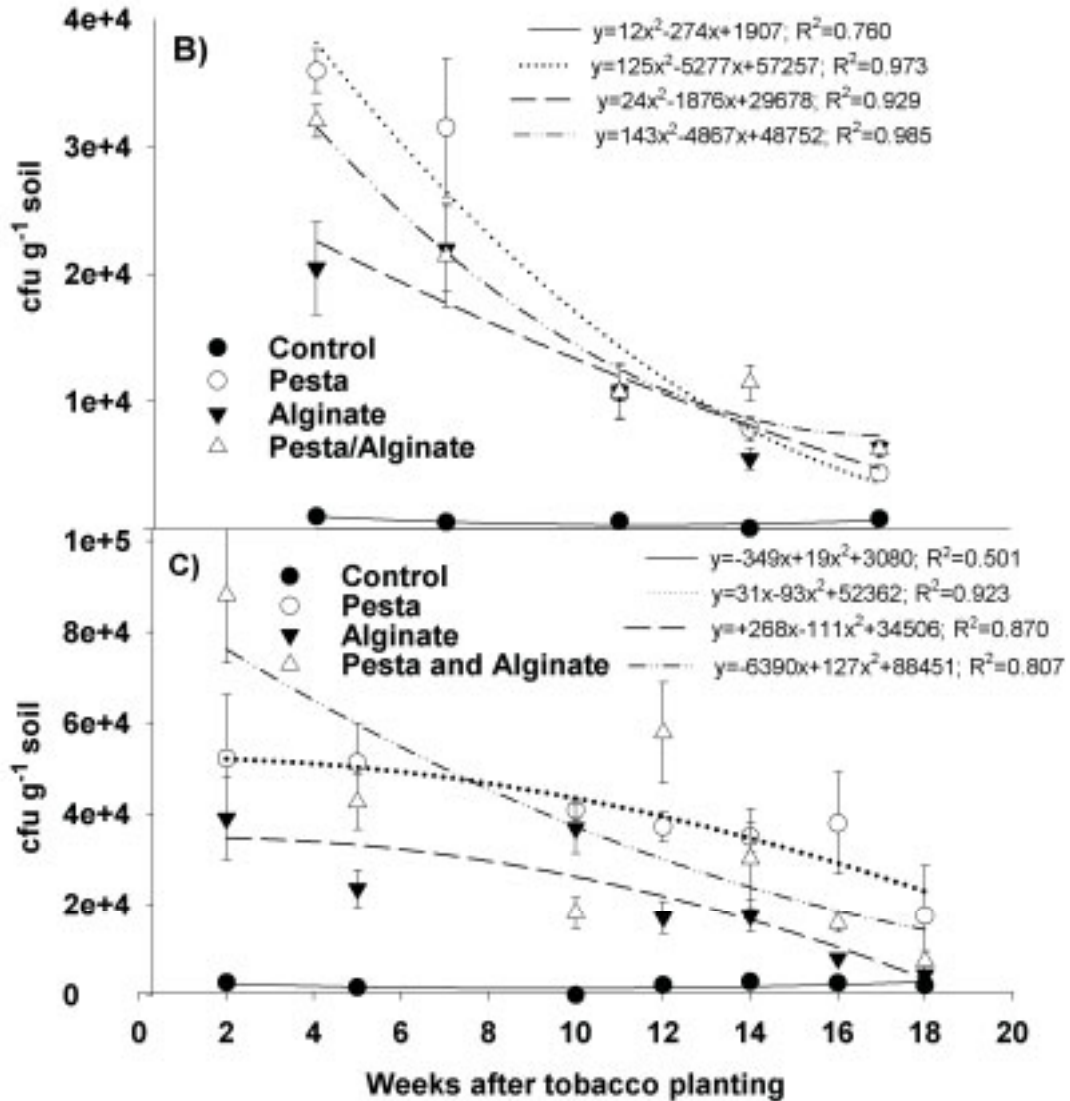 4e+4
B)
y=12x²-274x+1907; R²=0.760
y=125x²-5277x+57257; R²=0.973
y=24x²-1876x+29678; R²=0.929
y=143x²-4867x+48752; R²=0.985
3e+4
cfu g⁻¹ soil
2e+4
Control
Pesta
1e+4
Alginate
Pesta/Alginate
1e+5
C)
y=-349x+19x²+3080; R²=0.501
Control
y=31x-93x²+52362; R²=0.923
Pesta
y=+268x-111x²+34506; R²=0.870
Alginate
8e+4
Pesta and Alginate
y=-6390x+127x²+88451; R²=0.807
6e+4
cfu g⁻¹ soil
4e+4
2e+4
0
0 2 4 6 8 10 12 14 16 18 20
Weeks after tobacco planting